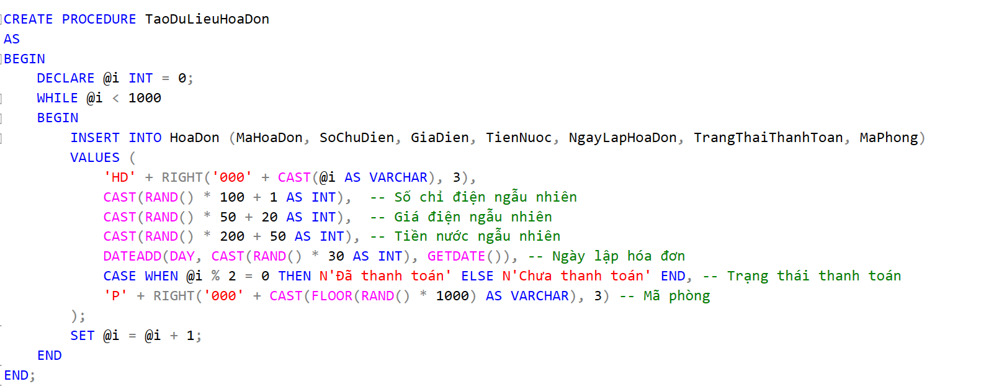 CREATE PROCEDURE TaoDuLieuHoaDon
AS
BEGIN
    DECLARE @i INT = 0;
    WHILE @i < 1000
    BEGIN
        INSERT INTO HoaDon (MaHoaDon, SoChuDien, GiaDien, TienNuoc, NgayLapHoaDon, TrangThaiThanhToan, MaPhong)
        VALUES (
            'HD' + RIGHT('000' + CAST(@i AS VARCHAR), 3),
            CAST(RAND() * 100 + 1 AS INT),  -- Số chỉ điện ngẫu nhiên
            CAST(RAND() * 50 + 20 AS INT),  -- Giá điện ngẫu nhiên
            CAST(RAND() * 200 + 50 AS INT), -- Tiền nước ngẫu nhiên
            DATEADD(DAY, CAST(RAND() * 30 AS INT), GETDATE()), -- Ngày lập hóa đơn
            CASE WHEN @i % 2 = 0 THEN N'Đã thanh toán' ELSE N'Chưa thanh toán' END, -- Trạng thái thanh toán
            'P' + RIGHT('000' + CAST(FLOOR(RAND() * 1000) AS VARCHAR), 3) -- Mã phòng
        );
        SET @i = @i + 1;
    END
END;